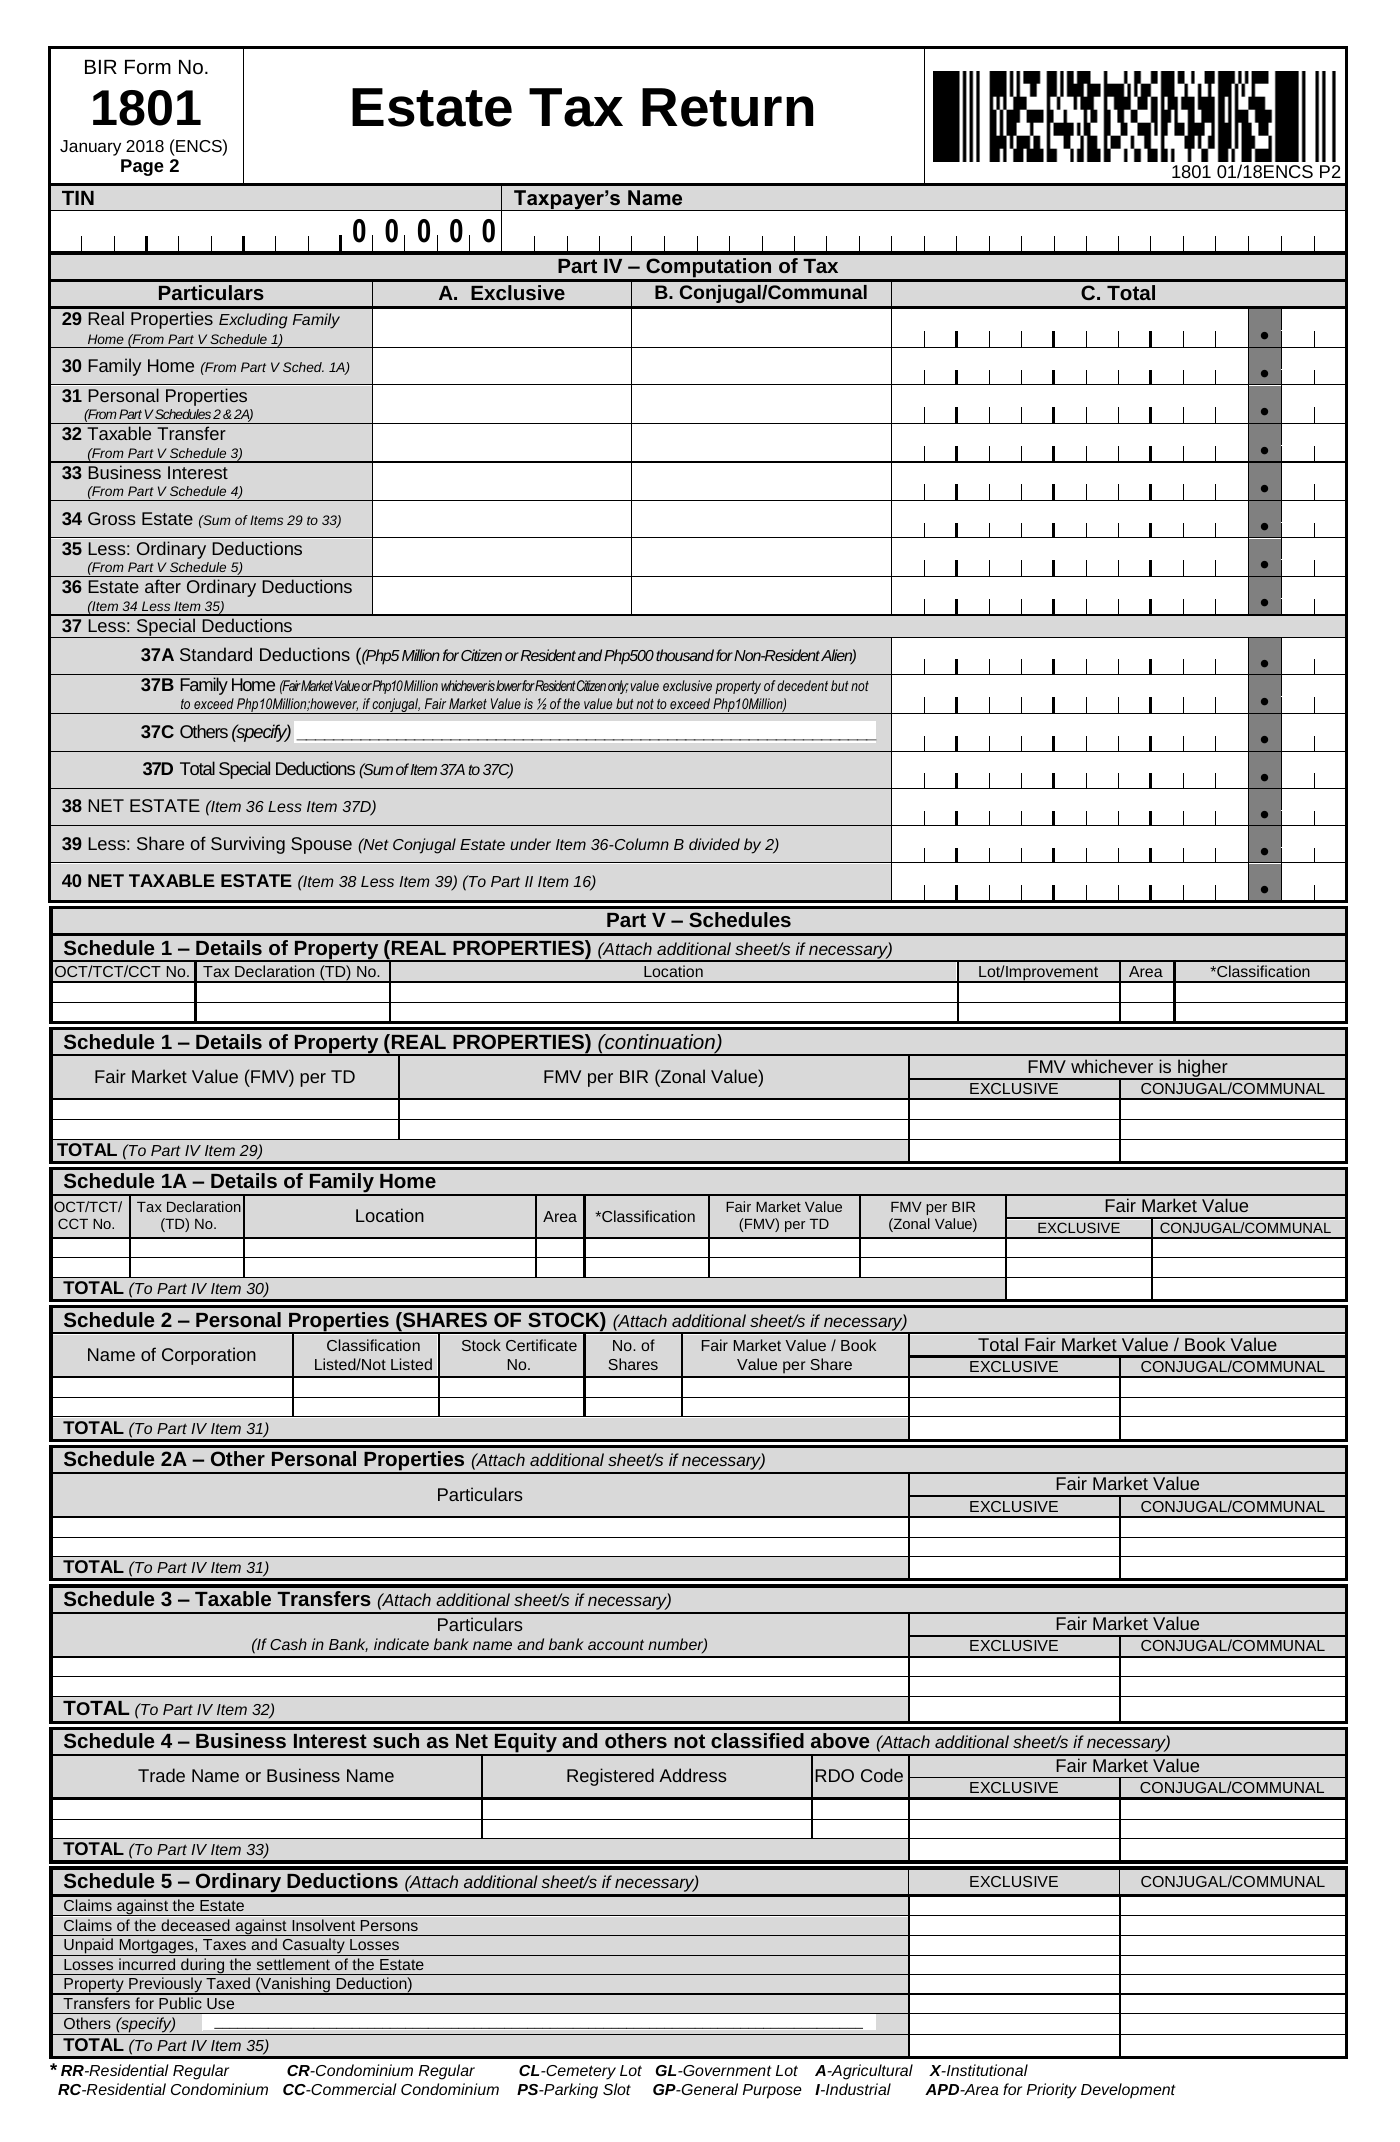 BIR Form No.
1801
January 2018 (ENCS)
Page 2
Estate Tax Return
1801 01/18ENCS P2
TIN
Taxpayer’s Name
0 0 0 0 0
Part IV – Computation of Tax
Particulars
A. Exclusive
B. Conjugal/Communal
C. Total
29 Real Properties Excluding Family
Home (From Part V Schedule 1)
30 Family Home (From Part V Sched. 1A)
31 Personal Properties
(From Part V Schedules 2 & 2A)
32 Taxable Transfer
(From Part V Schedule 3)
33 Business Interest
(From Part V Schedule 4)
34 Gross Estate (Sum of Items 29 to 33)
35 Less: Ordinary Deductions
(From Part V Schedule 5)
36 Estate after Ordinary Deductions
(Item 34 Less Item 35)
37 Less: Special Deductions
37A Standard Deductions ((Php5 Million for Citizen or Resident and Php500 thousand for Non-Resident Alien)
37B Family Home (Fair Market Value or Php10 Million whichever is lower for Resident Citizen only; value exclusive property of decedent but not
to exceed Php10Million;however, if conjugal, Fair Market Value is ½ of the value but not to exceed Php10Million)
37C Others (specify)
37D Total Special Deductions (Sum of Item 37A to 37C)
38 NET ESTATE (Item 36 Less Item 37D)
39 Less: Share of Surviving Spouse (Net Conjugal Estate under Item 36-Column B divided by 2)
40 NET TAXABLE ESTATE (Item 38 Less Item 39) (To Part II Item 16)
Part V – Schedules
Schedule 1 – Details of Property (REAL PROPERTIES) (Attach additional sheet/s if necessary)
OCT/TCT/CCT No.
Tax Declaration (TD) No.
Location
Lot/Improvement
Area
*Classification
Schedule 1 – Details of Property (REAL PROPERTIES) (continuation)
Fair Market Value (FMV) per TD
FMV per BIR (Zonal Value)
FMV whichever is higher
EXCLUSIVE
CONJUGAL/COMMUNAL
TOTAL (To Part IV Item 29)
Schedule 1A – Details of Family Home
OCT/TCT/
CCT No.
Tax Declaration
(TD) No.
Location
Area
*Classification
Fair Market Value
(FMV) per TD
FMV per BIR
(Zonal Value)
Fair Market Value
EXCLUSIVE
CONJUGAL/COMMUNAL
TOTAL (To Part IV Item 30)
Schedule 2 – Personal Properties (SHARES OF STOCK) (Attach additional sheet/s if necessary)
Name of Corporation
Classification
Listed/Not Listed
Stock Certificate
No.
No. of
Shares
Fair Market Value / Book
Value per Share
Total Fair Market Value / Book Value
EXCLUSIVE
CONJUGAL/COMMUNAL
TOTAL (To Part IV Item 31)
Schedule 2A – Other Personal Properties (Attach additional sheet/s if necessary)
Particulars
Fair Market Value
EXCLUSIVE
CONJUGAL/COMMUNAL
TOTAL (To Part IV Item 31)
Schedule 3 – Taxable Transfers (Attach additional sheet/s if necessary)
Particulars
(If Cash in Bank, indicate bank name and bank account number)
Fair Market Value
EXCLUSIVE
CONJUGAL/COMMUNAL
TOTAL (To Part IV Item 32)
Schedule 4 – Business Interest such as Net Equity and others not classified above (Attach additional sheet/s if necessary)
Trade Name or Business Name
Registered Address
RDO Code
Fair Market Value
EXCLUSIVE
CONJUGAL/COMMUNAL
TOTAL (To Part IV Item 33)
Schedule 5 – Ordinary Deductions (Attach additional sheet/s if necessary)
EXCLUSIVE
CONJUGAL/COMMUNAL
Claims against the Estate
Claims of the deceased against Insolvent Persons
Unpaid Mortgages, Taxes and Casualty Losses
Losses incurred during the settlement of the Estate
Property Previously Taxed (Vanishing Deduction)
Transfers for Public Use
Others (specify)
TOTAL (To Part IV Item 35)
* RR-Residential Regular CR-Condominium Regular CL-Cemetery Lot GL-Government Lot A-Agricultural X-Institutional
RC-Residential Condominium CC-Commercial Condominium PS-Parking Slot GP-General Purpose I-Industrial APD-Area for Priority Development